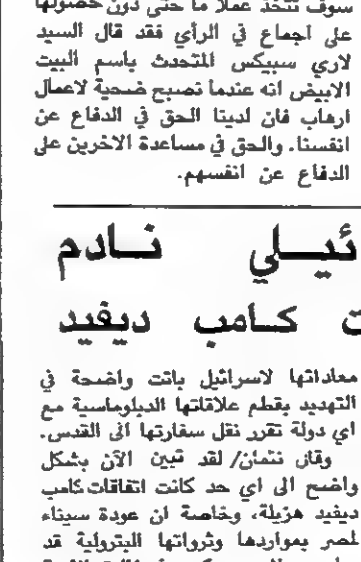 سوف تتخذ عملا ما حتى دون حصولها
على اجماع في الرأي فقد قال السيد
لاري سبيكس المتحدث باسم البيت
الابيض انه عندما نصبح ضحية لاعمال
ارهاب فان لدينا الحق في الدفاع عن
انفسنا. والحق في مساعدة الاخرين على
الدفاع عن انفسهم.
ئيلي نادم
ت كامب ديفيد
معاداتها لاسرائيل باتت واضحة في
التهديد بقطع علاقاتها الدبلوماسية مع
اي دولة تقرر نقل سفارتها الى القدس.
وقال نتمان/ لقد تبين الآن بشكل
واضح الى اي حد كانت اتفاقات كامب
ديفيد هزيلة، وخاصة ان عودة سيناء
لمصر بمواردها وثرواتها البترولية قد